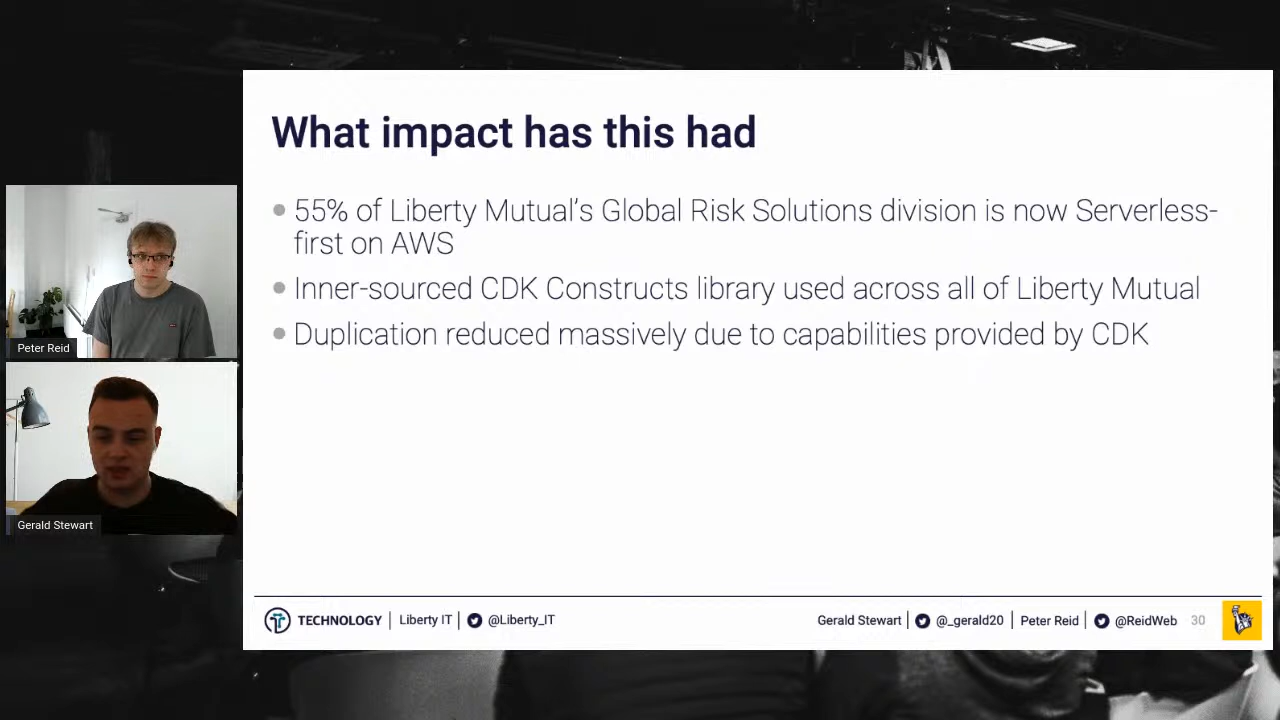 What impact has this had
55% of Liberty Mutual's Global Risk Solutions division is now Serverless-
first on AWS
Inner-sourced CDK Constructs library used across all of Liberty Mutual
Duplication reduced massively due to capabilities provided by CDK
Peter Reid
Gerald Stewart
TECHNOLOGY | Liberty IT | @Liberty_IT
Gerald Stewart | @_gerald20 | Peter Reid | @ReidWeb 30